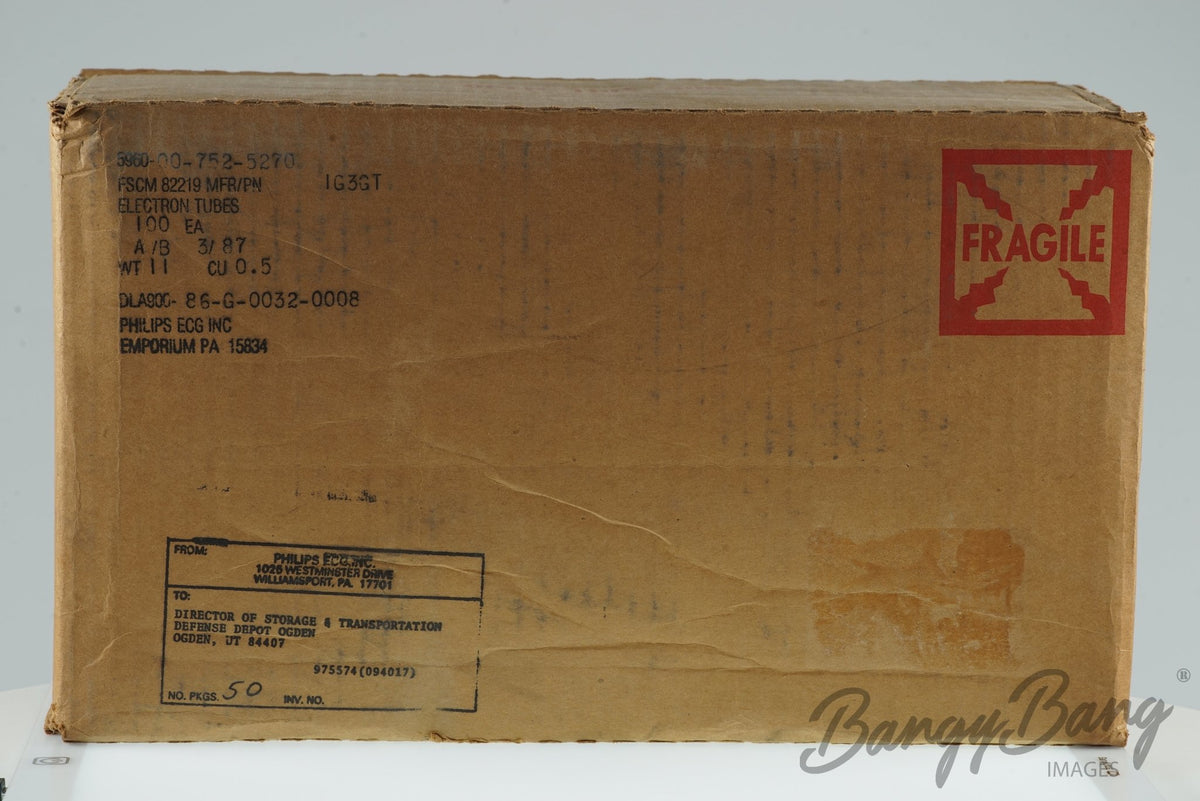 5960-00-752-5270
FSCM 82219 MFR/PN 1G3GT
ELECTRON TUBES
100 EA
A/B 3/87
WT 11 CU 0.5
DLA900-86-G-0032-0008
PHILIPS ECG INC
EMPORIUM PA 15834
FRAGILE
FROM:
PHILIPS ECG, INC.
1025 WESTMINSTER DRIVE
WILLIAMSPORT, PA. 17701
TO:
DIRECTOR OF STORAGE & TRANSPORTATION
DEFENSE DEPOT OGDEN
OGDEN, UT 84407
975574(094017)
NO. PKGS. 50 INV. NO.
BangyBang ®
IMAGES